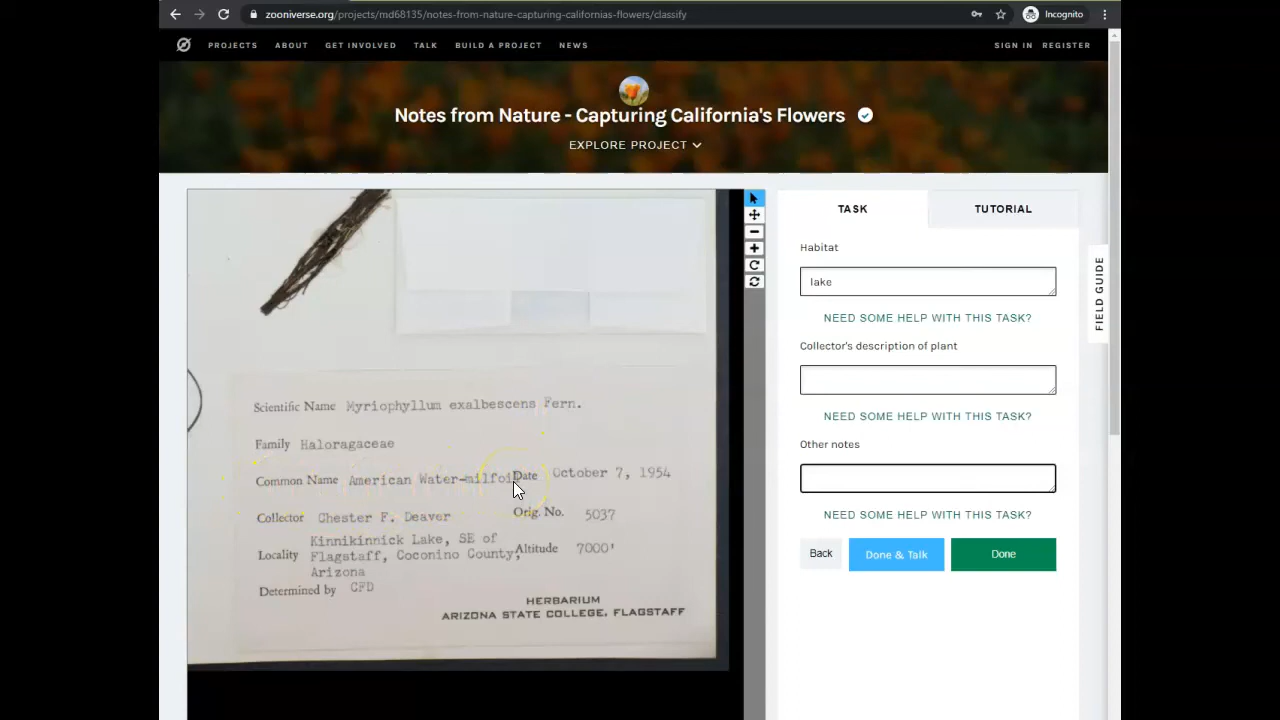 zooniverse.org/projects/md68135/notes-from-nature-capturing-californias-flowers/classify
Incognito
PROJECTS ABOUT GET INVOLVED TALK BUILD A PROJECT NEWS SIGN IN REGISTER
Notes from Nature - Capturing California's Flowers
EXPLORE PROJECT
TASK TUTORIAL
Habitat
lake
NEED SOME HELP WITH THIS TASK?
Collector's description of plant
NEED SOME HELP WITH THIS TASK?
Other notes
NEED SOME HELP WITH THIS TASK?
Back Done & Talk Done
FIELD GUIDE
Scientific Name Myriophyllum exalbescens Fern.
Family Haloragaceae
Common Name American Water-milfoil Date October 7, 1954
Collector Chester F. Deaver Orig. No. 5037
Locality Kinnikinnick Lake, SE of
Flagstaff, Coconino County, Altitude 7000'
Arizona
Determined by CFD
HERBARIUM
ARIZONA STATE COLLEGE, FLAGSTAFF